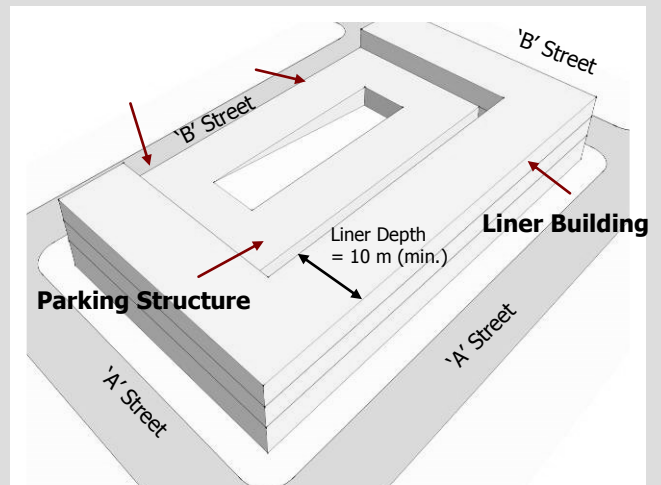 ‘B’ Street
‘B’ Street
Liner Building
Liner Depth
= 10 m (min.)
Parking Structure
‘A’ Street
‘A’ Street